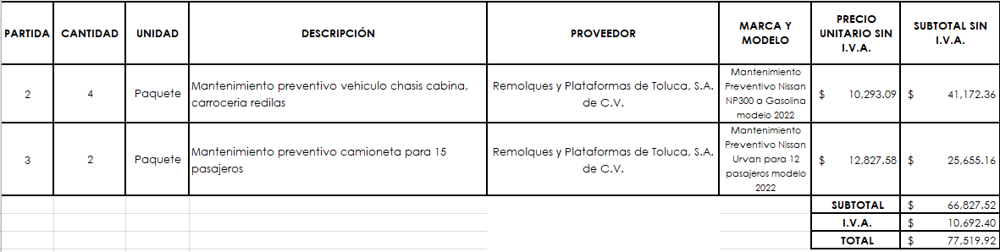 PARTIDA CANTIDAD UNIDAD DESCRIPCIÓN PROVEEDOR MARCA Y MODELO PRECIO UNITARIO SIN I.V.A. SUBTOTAL SIN I.V.A.
2 4 Paquete Mantenimiento preventivo vehiculo chasis cabina, carroceria redilas Remolques y Plataformas de Toluca, S.A. de C.V. Mantenimiento Preventivo Nissan NP300 a Gasolina modelo 2022 $ 10,293.09 $ 41,172.36
3 2 Paquete Mantenimiento preventivo camioneta para 15 pasajeros Remolques y Plataformas de Toluca, S.A. de C.V. Mantenimiento Preventivo Nissan Urvan para 12 pasajeros modelo 2022 $ 12,827.58 $ 25,655.16
SUBTOTAL $ 66,827.52
I.V.A. $ 10,692.40
TOTAL $ 77,519.92